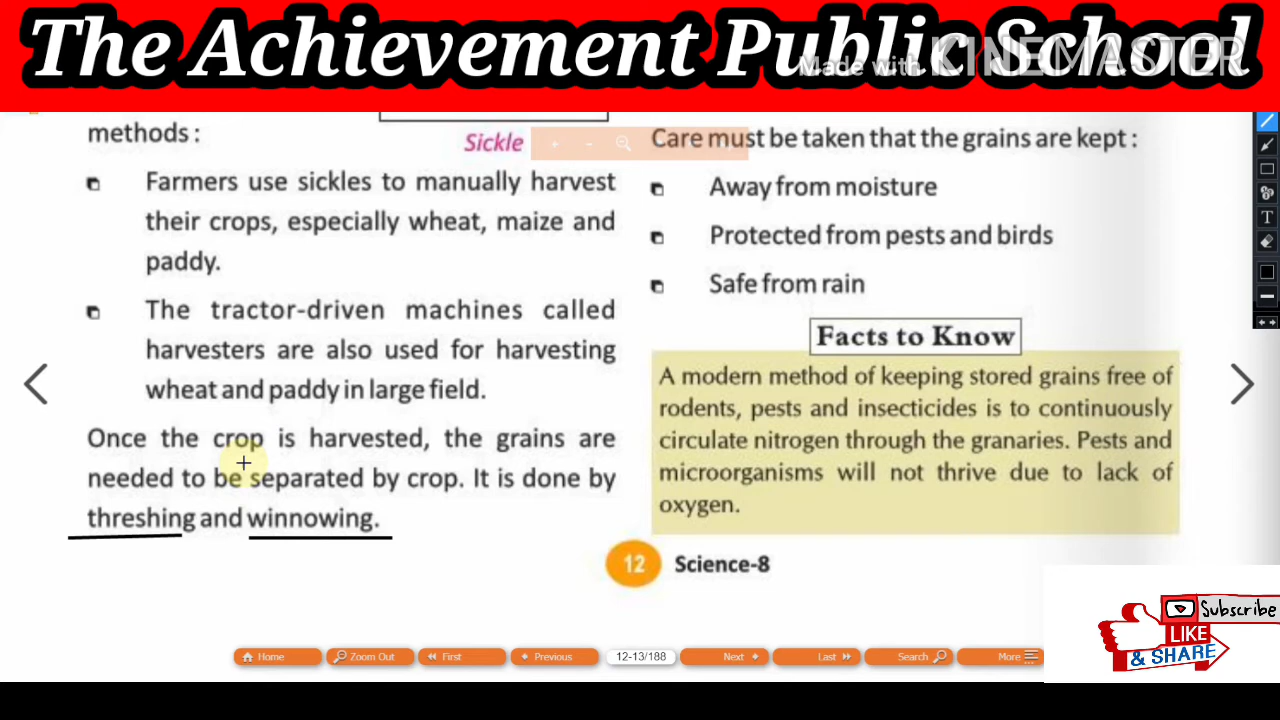 The Achievement Public School
Made with KINEMASTER
methods :
Sickle
Farmers use sickles to manually harvest
their crops, especially wheat, maize and
paddy.
The tractor-driven machines called
harvesters are also used for harvesting
wheat and paddy in large field.
Once the crop is harvested, the grains are
needed to be separated by crop. It is done by
threshing and winnowing.
Care must be taken that the grains are kept :
Away from moisture
Protected from pests and birds
Safe from rain
Facts to Know
A modern method of keeping stored grains free of
rodents, pests and insecticides is to continuously
circulate nitrogen through the granaries. Pests and
microorganisms will not thrive due to lack of
oxygen.
12 Science-8
Home Zoom Out First Previous 12-13/188 Next Last Search More
Subscribe
LIKE
& SHARE
T